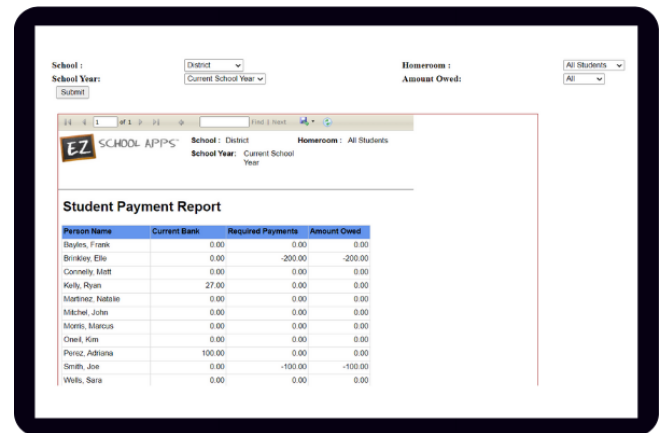 School : District Homeroom : All Students
School Year: Current School Year Amount Owed: All
Submit
1 of 1 Find | Next
EZ SCHOOL APPS™ School : District Homeroom : All Students
School Year: Current School
Year
Student Payment Report
Person Name Current Bank Required Payments Amount Owed
Bayles, Frank 0.00 0.00 0.00
Brinkley, Elle 0.00 -200.00 -200.00
Connelly, Matt 0.00 0.00 0.00
Kelly, Ryan 27.00 0.00 0.00
Martinez, Natalie 0.00 0.00 0.00
Mitchel, John 0.00 0.00 0.00
Morris, Marcus 0.00 0.00 0.00
Oneil, Kim 0.00 0.00 0.00
Perez, Adriana 100.00 0.00 0.00
Smith, Joe 0.00 -100.00 -100.00
Wells, Sara 0.00 0.00 0.00